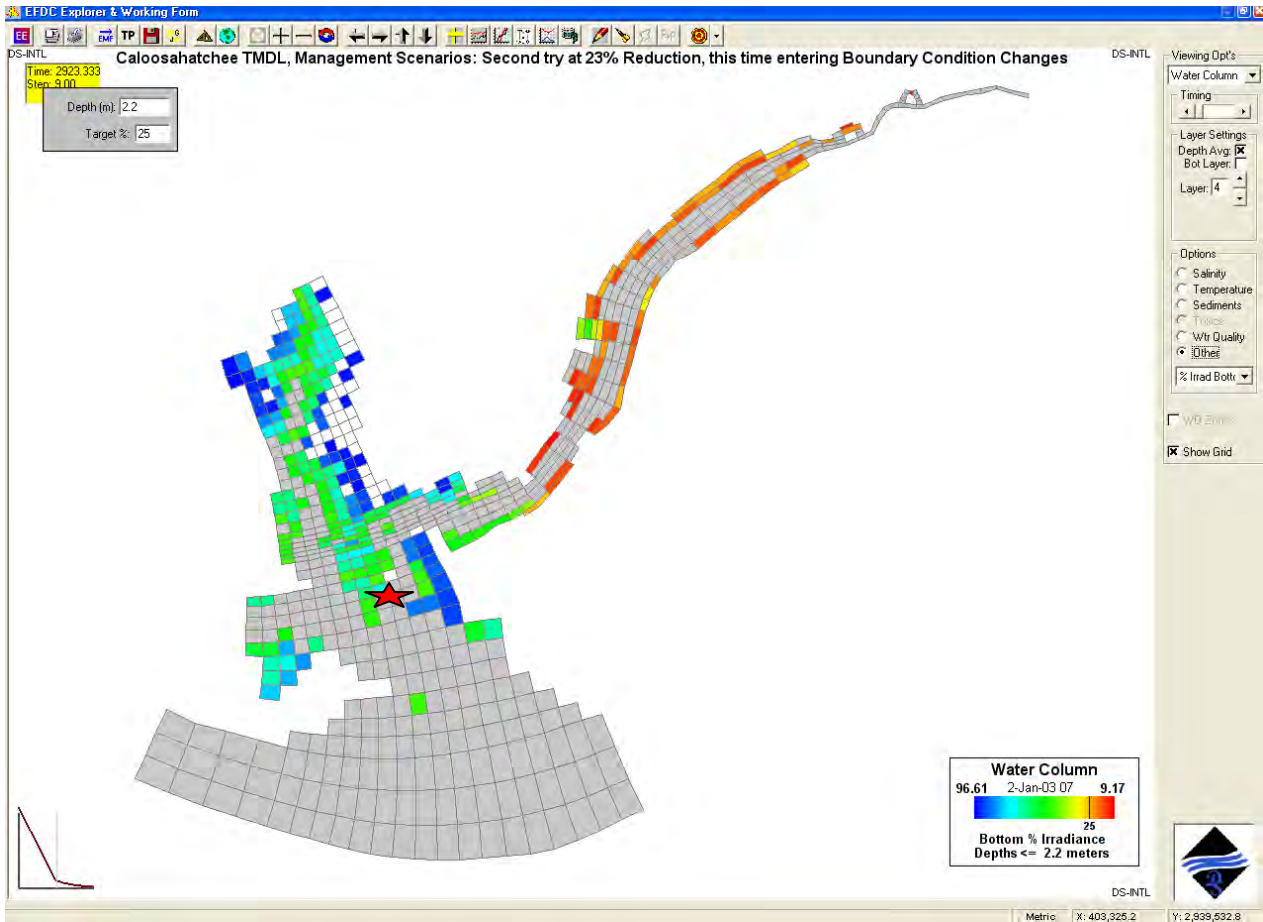 EFDC Explorer & Working Form
EE
EMF
TP
DS-INTL
Caloosahatchee TMDL, Management Scenarios: Second try at 23% Reduction, this time entering Boundary Condition Changes
DS-INTL
Time: 2923.333
Step: 9.00
Depth (m): 2.2
Target %: 25
Viewing Opt's
Water Column
Timing
Layer Settings
Depth Avg:
Bot Layer:
Layer: 4
Options
Salinity
Temperature
Sediments
Wtr Quality
Other
% Irrad Bott
Show Grid
Water Column
96.61 2-Jan-03 07 9.17
25
Bottom % Irradiance
Depths <= 2.2 meters
DS-INTL
Metric X: 403,325.2 Y: 2,939,532.8